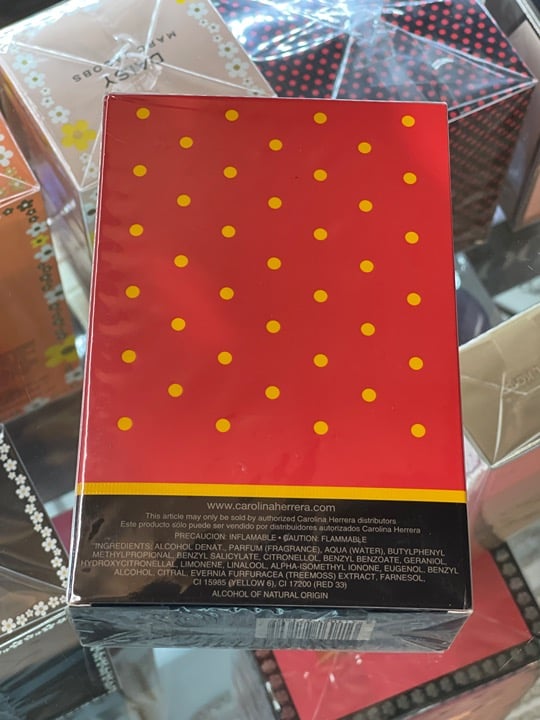 DAISY
MARC JACOBS
www.carolinaherrera.com
This article may only be sold by authorized Carolina Herrera distributors
Este producto sólo puede ser vendido por distribuidores autorizados Carolina Herrera
PRECAUCION: INFLAMABLE • CAUTION: FLAMMABLE
"INGREDIENTS: ALCOHOL DENAT., PARFUM (FRAGRANCE), AQUA (WATER), BUTYLPHENYL
METHYLPROPIONAL, BENZYL SALICYLATE, CITRONELLOL, BENZYL BENZOATE, GERANIOL,
HYDROXYCITRONELLAL, LIMONENE, LINALOOL, ALPHA-ISOMETHYL IONONE, EUGENOL, BENZYL
ALCOHOL, CITRAL, EVERNIA FURFURACEA (TREEMOSS) EXTRACT, FARNESOL,
CI 15985 (YELLOW 6), CI 17200 (RED 33)
ALCOHOL OF NATURAL ORIGIN